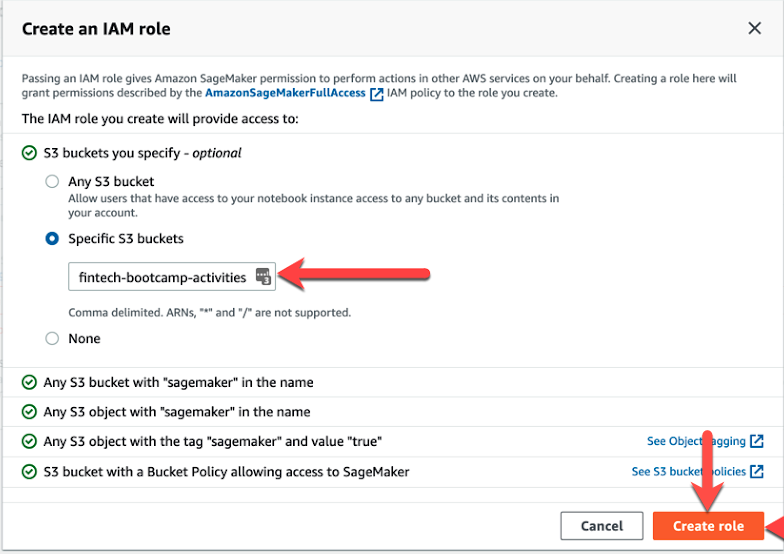 Create an IAM role
Passing an IAM role gives Amazon SageMaker permission to perform actions in other AWS services on your behalf. Creating a role here will
grant permissions described by the AmazonSageMakerFullAccess IAM policy to the role you create.
The IAM role you create will provide access to:
S3 buckets you specify - optional
Any S3 bucket
Allow users that have access to your notebook instance access to any bucket and its contents in
your account.
Specific S3 buckets
fintech-bootcamp-activities
3
Comma delimited. ARNs, "*" and "/" are not supported.
None
Any S3 bucket with "sagemaker" in the name
Any S3 object with "sagemaker" in the name
Any S3 object with the tag "sagemaker" and value "true"
See Object tagging
S3 bucket with a Bucket Policy allowing access to SageMaker
See S3 bucket policies
Cancel
Create role